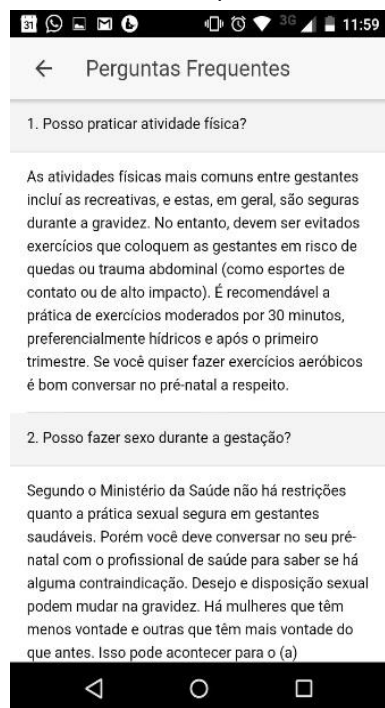 31 3G 11:59
Perguntas Frequentes
1. Posso praticar atividade física?
As atividades físicas mais comuns entre gestantes
incluí as recreativas, e estas, em geral, são seguras
durante a gravidez. No entanto, devem ser evitados
exercícios que coloquem as gestantes em risco de
quedas ou trauma abdominal (como esportes de
contato ou de alto impacto). É recomendável a
prática de exercícios moderados por 30 minutos,
preferencialmente hídricos e após o primeiro
trimestre. Se você quiser fazer exercícios aeróbicos
é bom conversar no pré-natal a respeito.
2. Posso fazer sexo durante a gestação?
Segundo o Ministério da Saúde não há restrições
quanto a prática sexual segura em gestantes
saudáveis. Porém você deve conversar no seu pré-
natal com o profissional de saúde para saber se há
alguma contraindicação. Desejo e disposição sexual
podem mudar na gravidez. Há mulheres que têm
menos vontade e outras que têm mais vontade do
que antes. Isso pode acontecer para o (a)